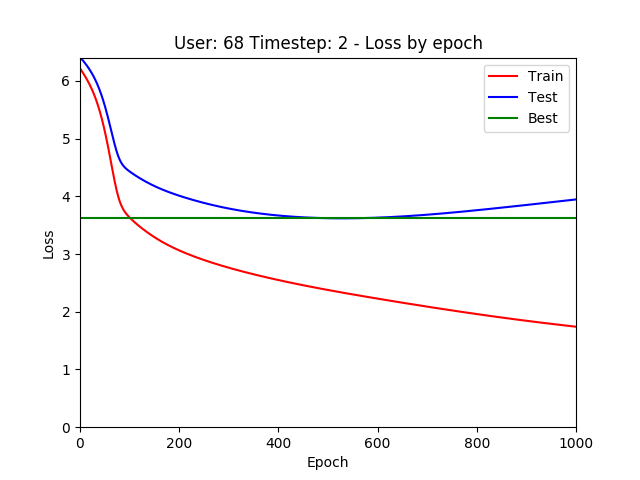 User: 68 Timestep: 2 - Loss by epoch
Train
Test
Best
6
5
4
3
2
1
0
Loss
0 200 400 600 800 1000
Epoch